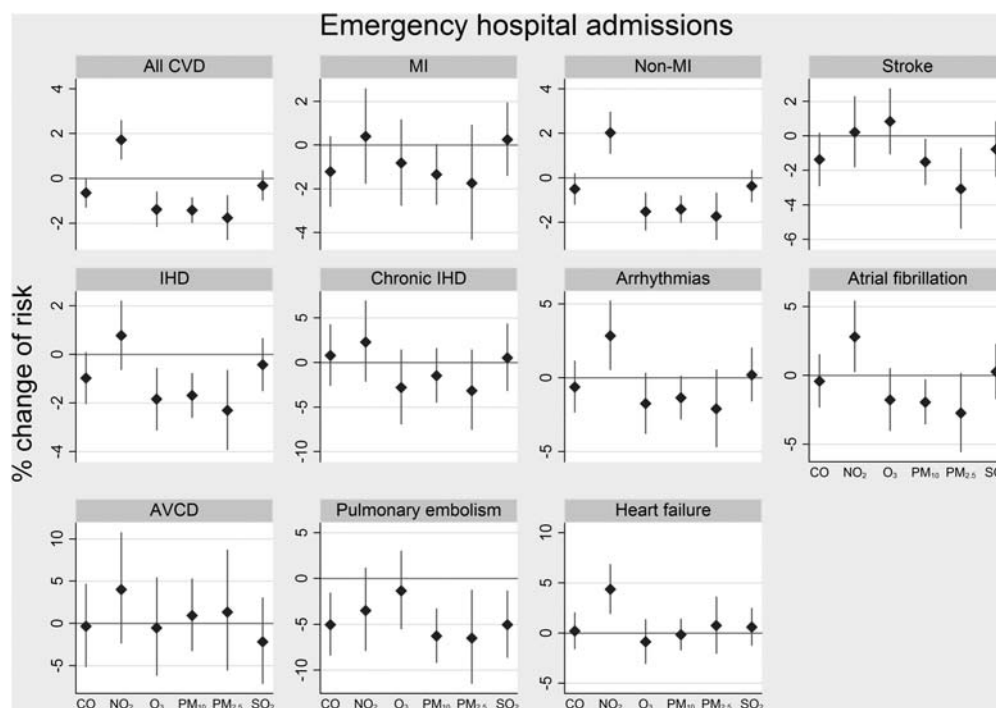 Emergency hospital admissions
% change of risk
All CVD
4
2
0
-2
MI
2
0
-2
-4
Non-MI
4
2
0
-2
Stroke
2
0
-2
-4
-6
IHD
2
0
-2
-4
Chronic IHD
5
0
-5
-10
Arrhythmias
5
0
-5
Atrial fibrillation
5
0
-5
CO NO₂ O₃ PM₁₀ PM₂.₅ SO₂
AVCD
10
5
0
-5
CO NO₂ O₃ PM₁₀ PM₂.₅ SO₂
Pulmonary embolism
5
0
-5
-10
CO NO₂ O₃ PM₁₀ PM₂.₅ SO₂
Heart failure
10
5
0
-5
CO NO₂ O₃ PM₁₀ PM₂.₅ SO₂